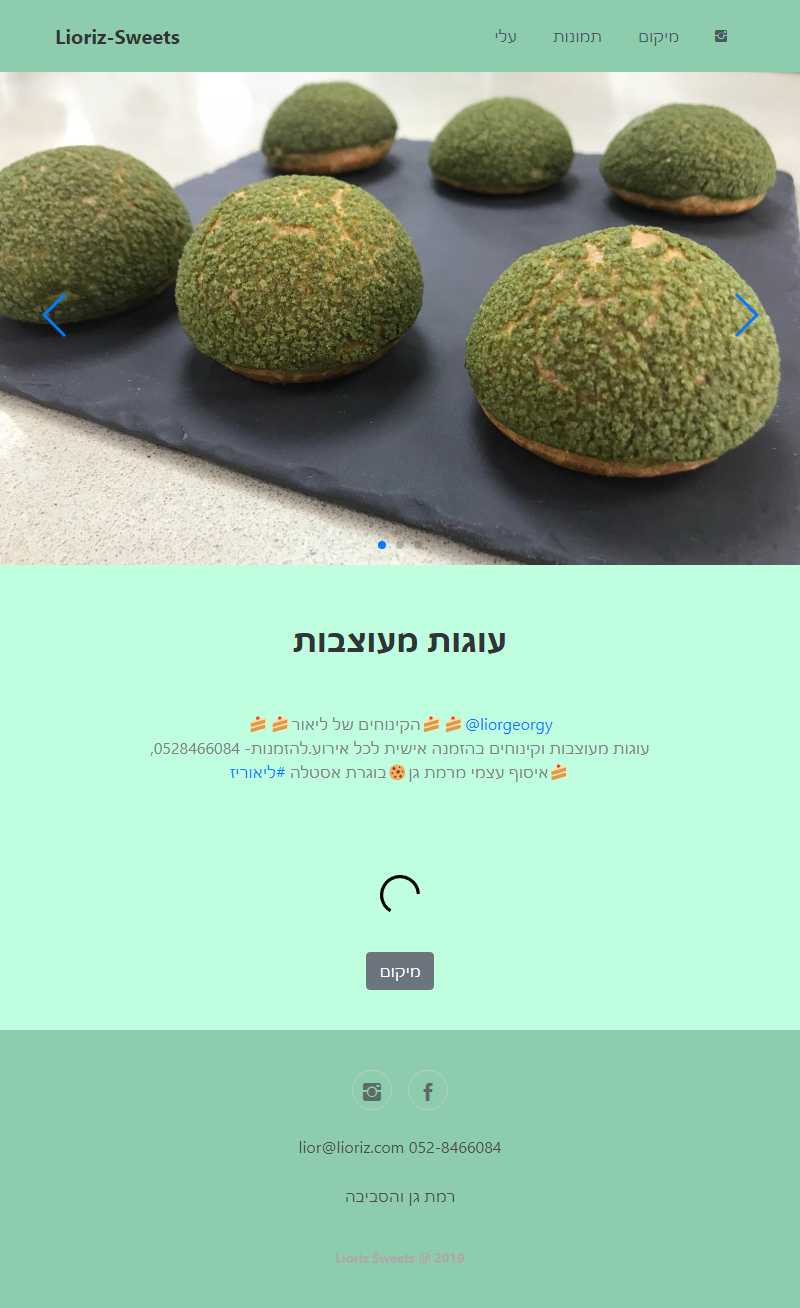 Lioriz-Sweets
עלי תמונות מיקום
עוגות מעוצבות
@liorgeorgy 🍰🍰הקינוחים של ליאור🍰🍰
עוגות מעוצבות וקינוחים בהזמנה אישית לכל אירוע.להזמנות- 0528466084,
🍰איסוף עצמי מרמת גן🍪בוגרת אסטלה #ליאוריז
מיקום
lior@lioriz.com 052-8466084
רמת גן והסביבה
Lioriz Sweets @ 2019